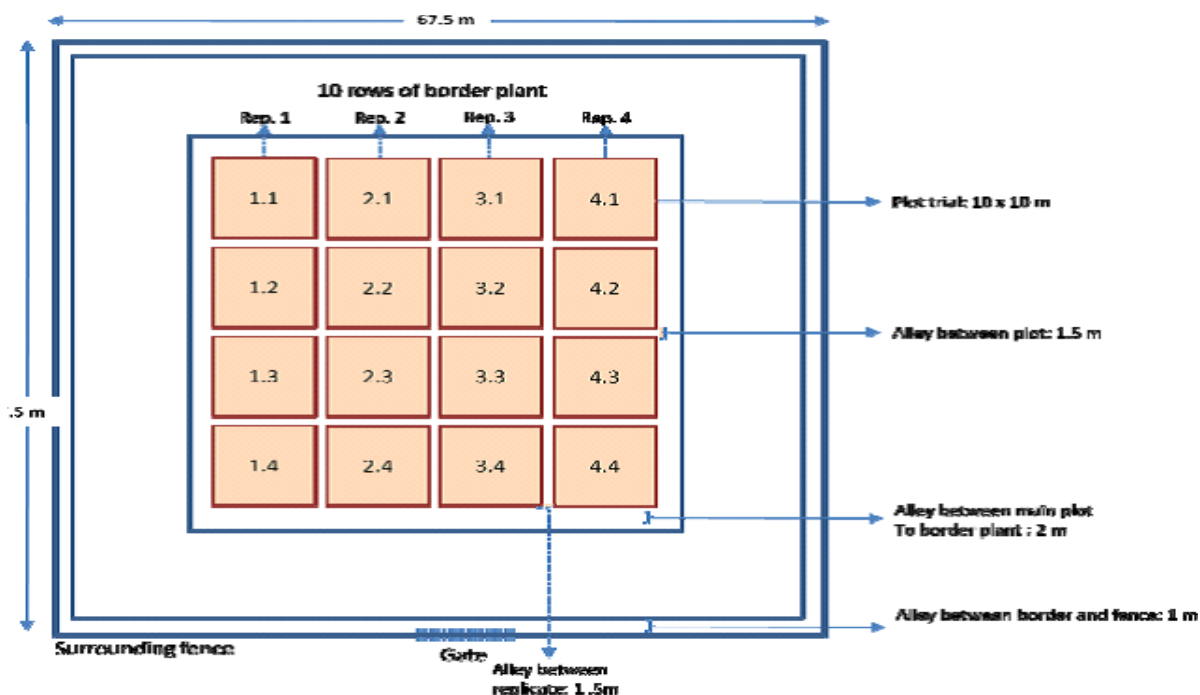 67.5 m
10 rows of border plant
Rep. 1 Rep. 2 Rep. 3 Rep. 4
1.1 2.1 3.1 4.1
Plot trial: 10 x 10 m
1.2 2.2 3.2 4.2
Alley between plot: 1.5 m
1.3 2.3 3.3 4.3
.5 m
1.4 2.4 3.4 4.4
Alley between main plot
To border plant : 2 m
Alley between border and fence: 1 m
Surrounding fence
Gate
Alley between
replicate: 1.5m